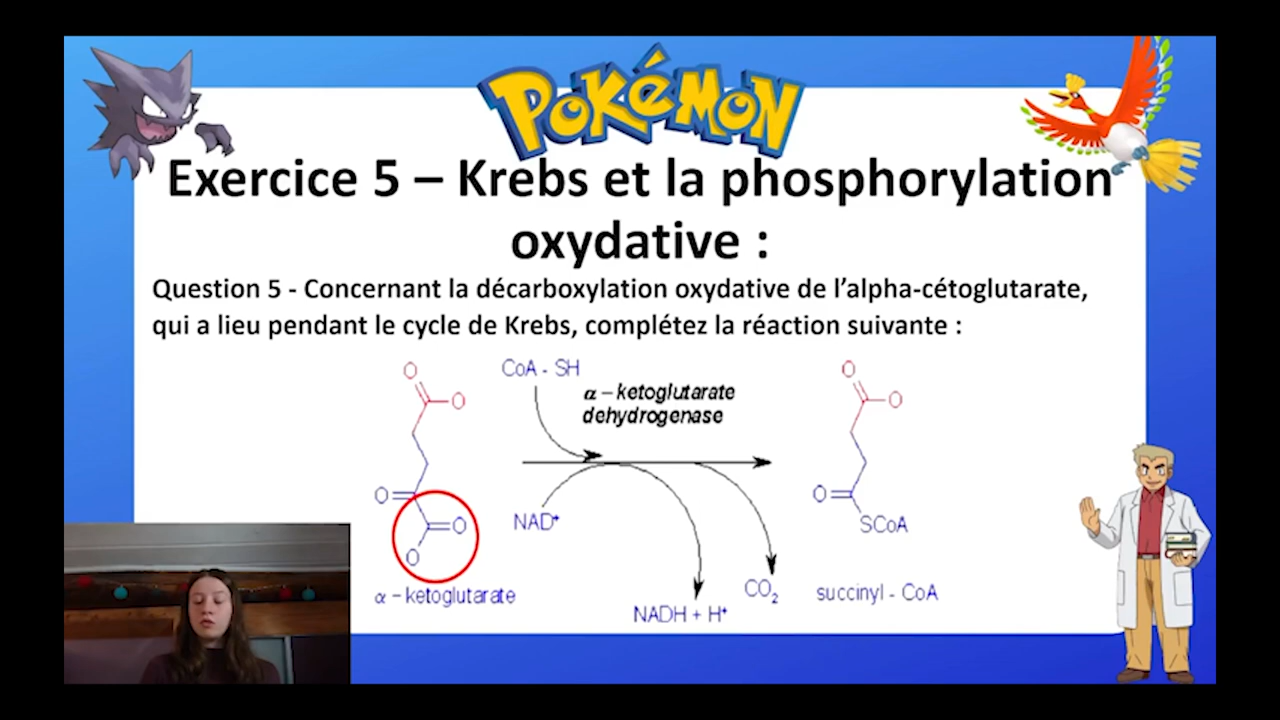 POKéMON
Exercice 5 – Krebs et la phosphorylation
oxydative :
Question 5 - Concernant la décarboxylation oxydative de l'alpha-cétoglutarate,
qui a lieu pendant le cycle de Krebs, complétez la réaction suivante :
O
CoA - SH
O
α – ketoglutarate
dehydrogenase
O
O
O
O
SCoA
NAD⁺
O
O
α – ketoglutarate
NADH + H⁺
CO₂
succinyl - CoA